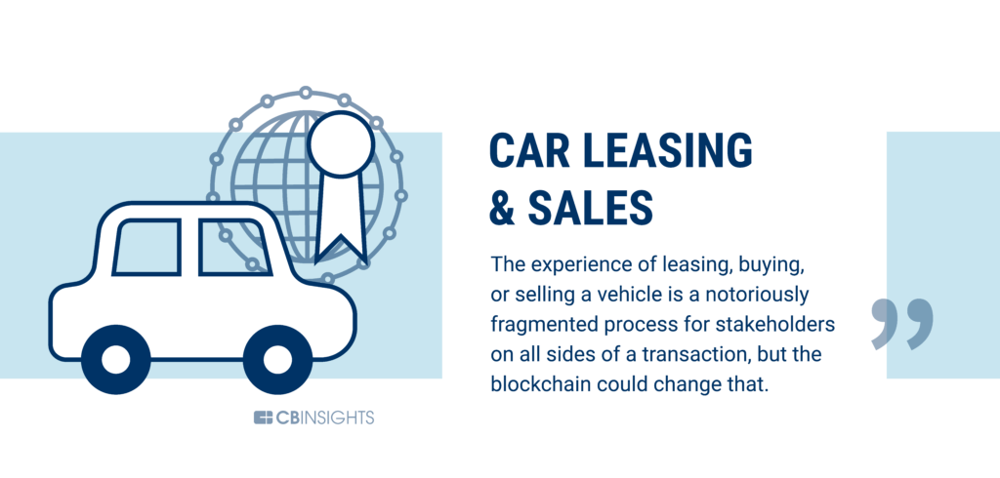 CAR LEASING
& SALES
The experience of leasing, buying,
or selling a vehicle is a notoriously
fragmented process for stakeholders
on all sides of a transaction, but the
blockchain could change that.
”
CBINSIGHTS